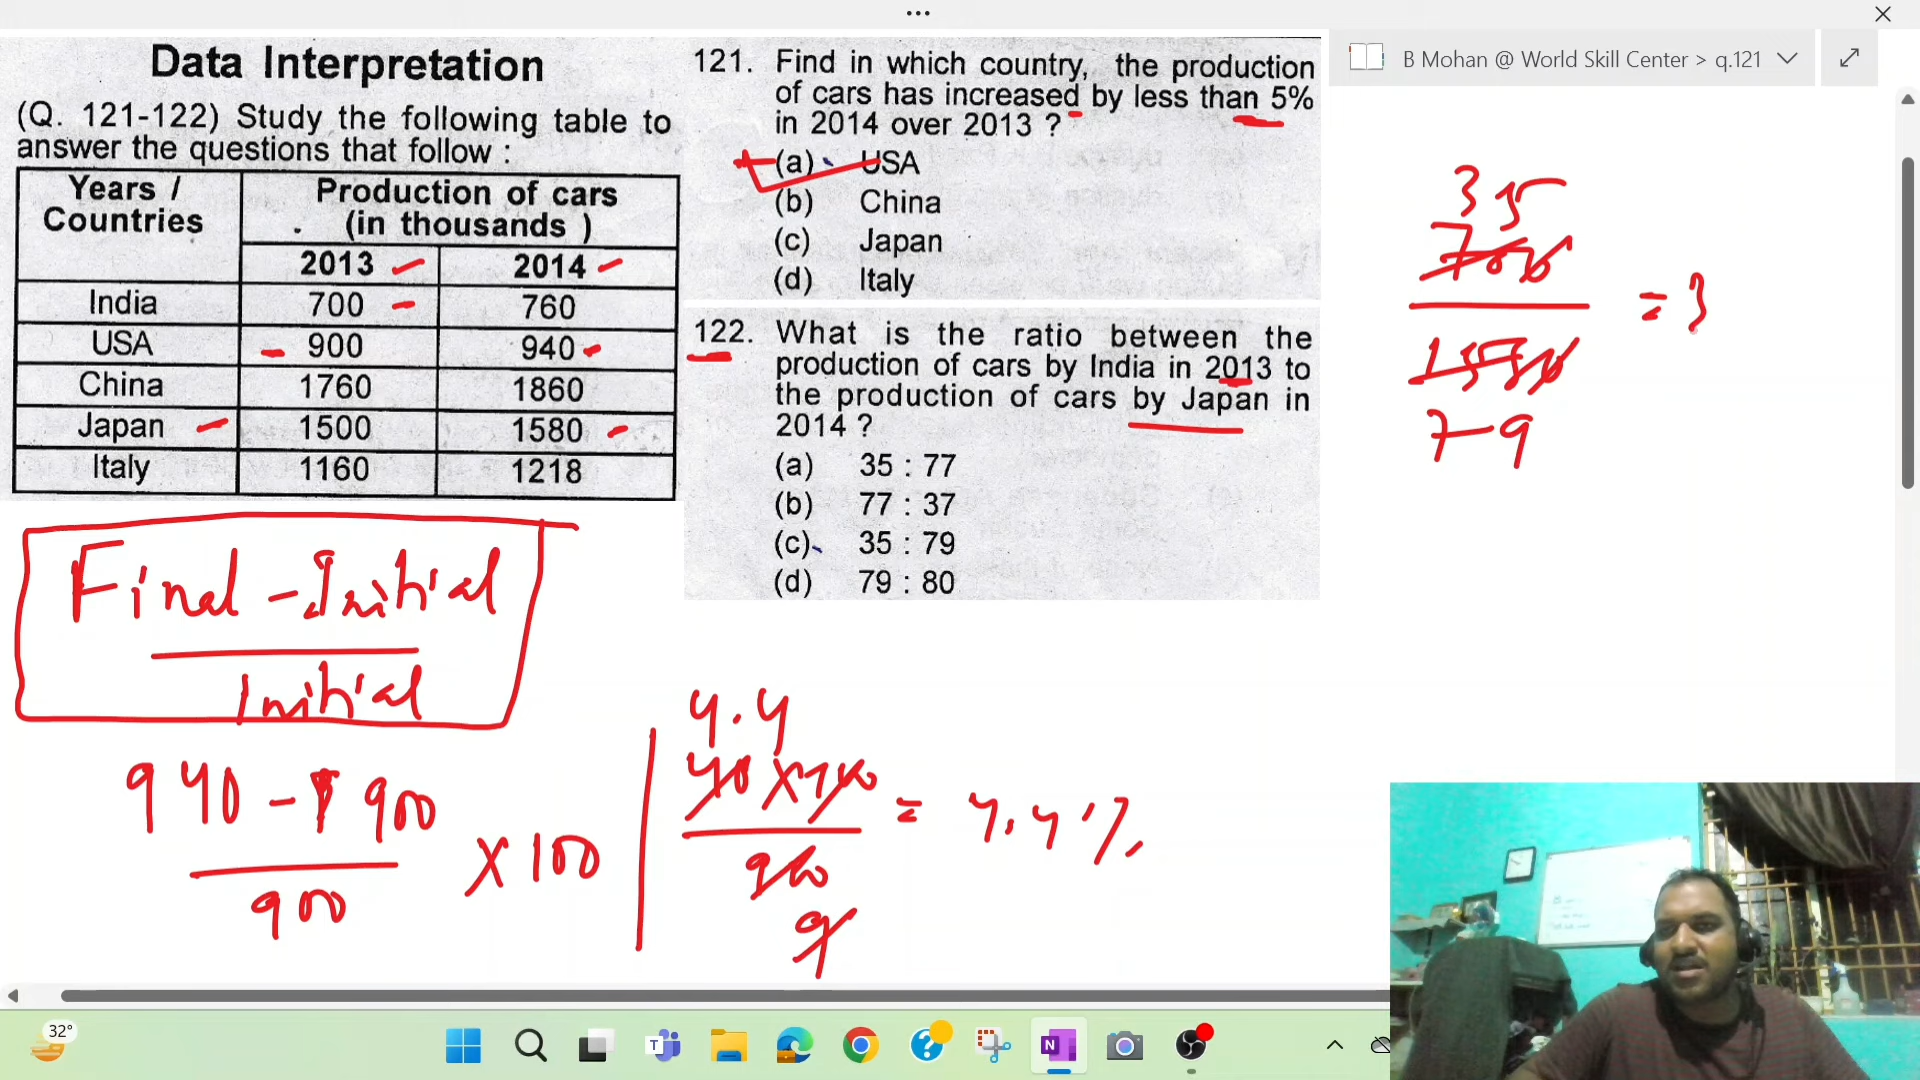 Data Interpretation
(Q. 121-122) Study the following table to
answer the questions that follow :
Years /
Countries
Production of cars
(in thousands )
2013 2014
India 700 760
USA 900 940
China 1760 1860
Japan 1500 1580
Italy 1160 1218
121. Find in which country, the production
of cars has increased by less than 5%
in 2014 over 2013 ?
(a) USA
(b) China
(c) Japan
(d) Italy
122. What is the ratio between the
production of cars by India in 2013 to
the production of cars by Japan in
2014 ?
(a) 35 : 77
(b) 77 : 37
(c) 35 : 79
(d) 79 : 80
B Mohan @ World Skill Center > q.121
35
700
= 3
1580
79
Final - Initial
Initial
940 - 900
900
X 100
4.4
40 X 100
900
9
= 4.4%
32°